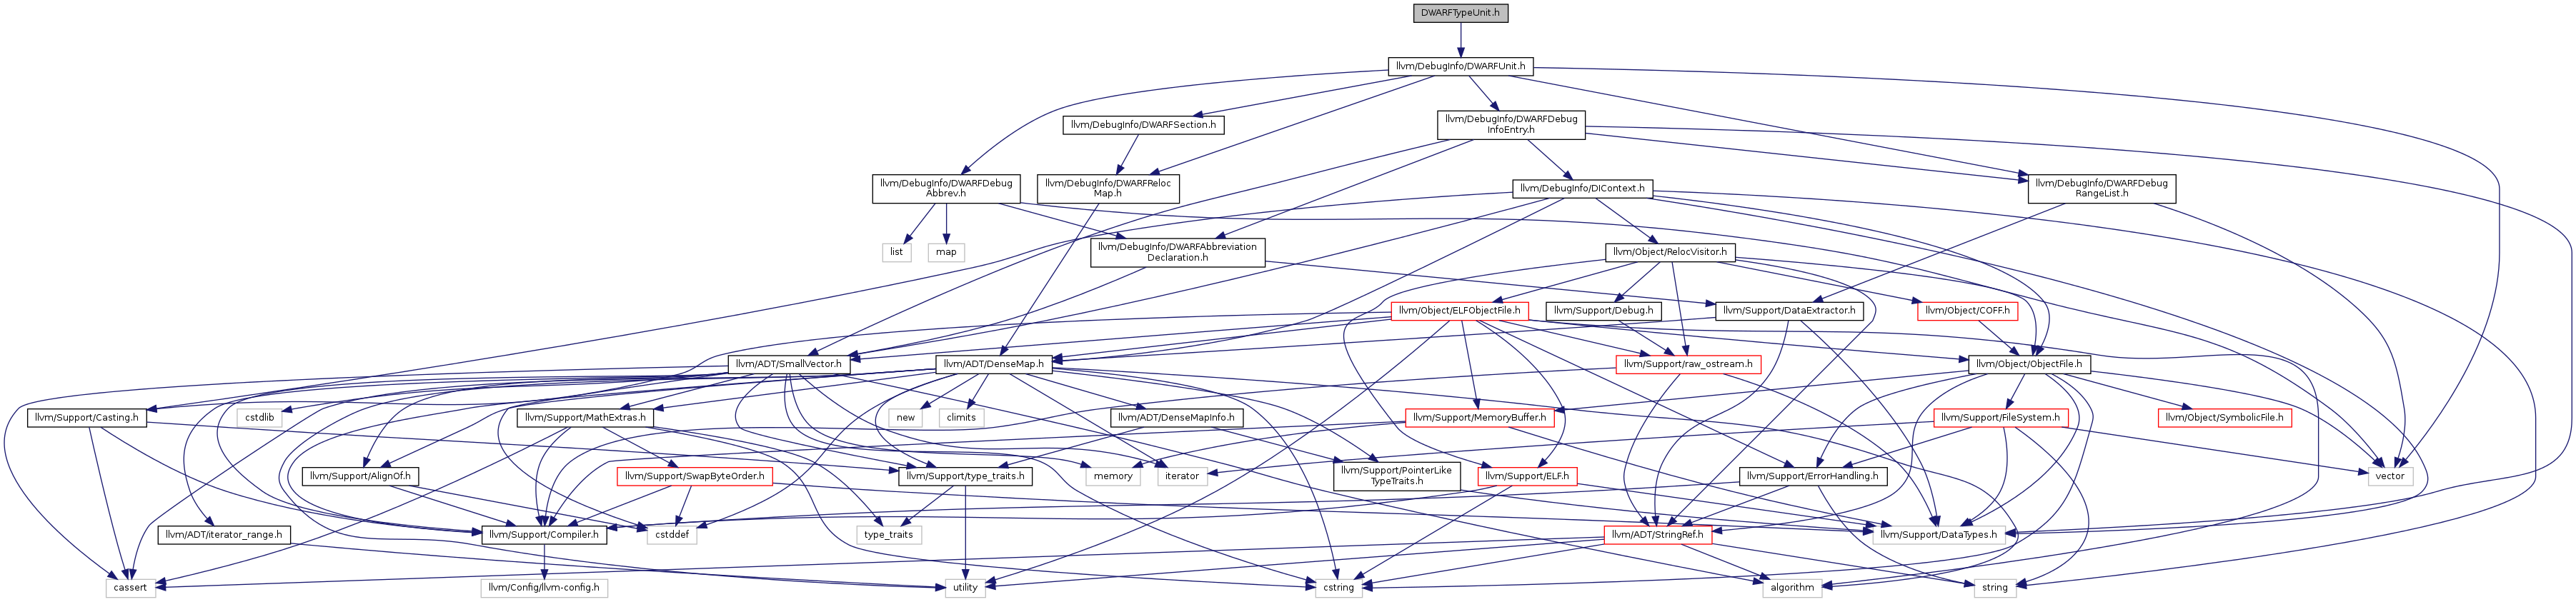 DWARFTypeUnit.h
llvm/DebugInfo/DWARFUnit.h
llvm/DebugInfo/DWARFSection.h
llvm/DebugInfo/DWARFDebug
InfoEntry.h
llvm/DebugInfo/DWARFDebug
Abbrev.h
llvm/DebugInfo/DWARFReloc
Map.h
llvm/DebugInfo/DIContext.h
llvm/DebugInfo/DWARFDebug
RangeList.h
list
map
llvm/DebugInfo/DWARFAbbreviation
Declaration.h
llvm/Object/RelocVisitor.h
llvm/Object/ELFObjectFile.h
llvm/Support/Debug.h
llvm/Support/DataExtractor.h
llvm/Object/COFF.h
llvm/ADT/SmallVector.h
llvm/ADT/DenseMap.h
llvm/Support/raw_ostream.h
llvm/Object/ObjectFile.h
llvm/Support/Casting.h
cstdlib
llvm/Support/MathExtras.h
new
climits
llvm/ADT/DenseMapInfo.h
llvm/Support/MemoryBuffer.h
llvm/Support/FileSystem.h
llvm/Object/SymbolicFile.h
llvm/Support/AlignOf.h
llvm/Support/SwapByteOrder.h
llvm/Support/type_traits.h
memory
iterator
llvm/Support/PointerLike
TypeTraits.h
llvm/Support/ELF.h
llvm/Support/ErrorHandling.h
vector
llvm/ADT/iterator_range.h
llvm/Support/Compiler.h
cstddef
type_traits
llvm/ADT/StringRef.h
llvm/Support/DataTypes.h
cassert
llvm/Config/llvm-config.h
utility
cstring
algorithm
string